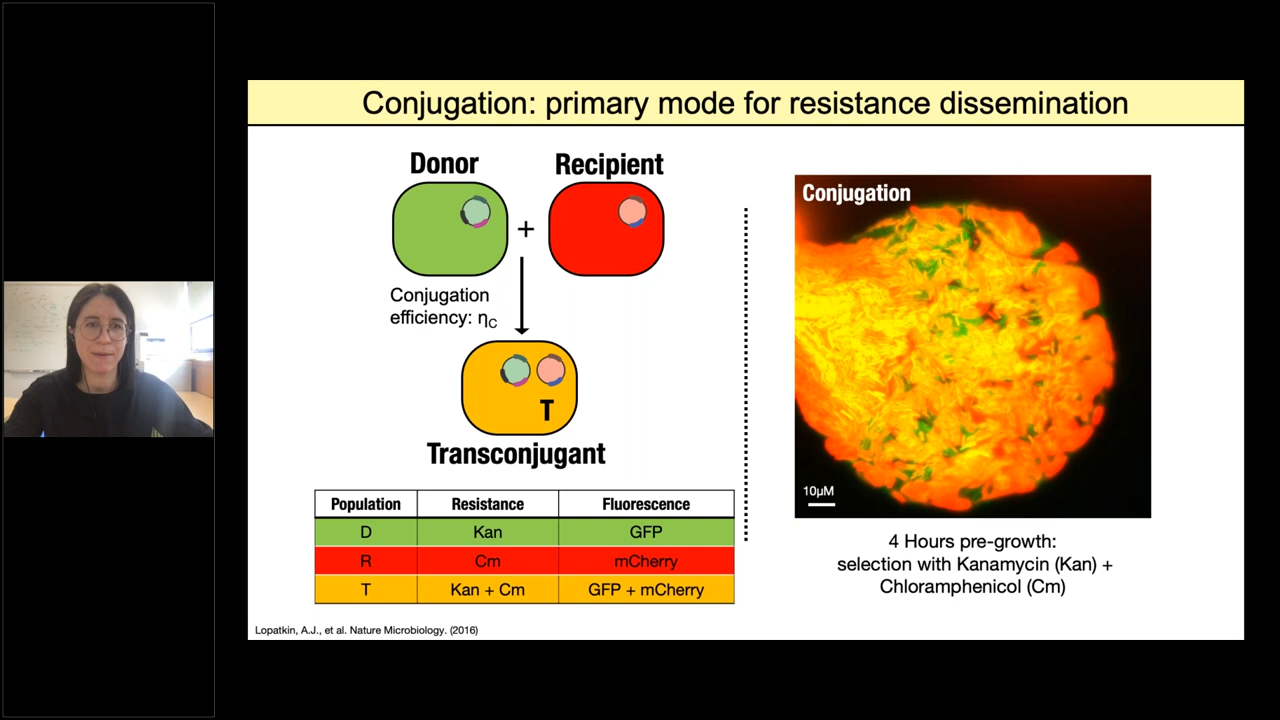 Conjugation: primary mode for resistance dissemination
Donor
Recipient
+
Conjugation
efficiency: ηC
T
Transconjugant
Population Resistance Fluorescence
D Kan GFP
R Cm mCherry
T Kan + Cm GFP + mCherry
Lopatkin, A.J., et al. Nature Microbiology. (2016)
Conjugation
10μM
4 Hours pre-growth:
selection with Kanamycin (Kan) +
Chloramphenicol (Cm)